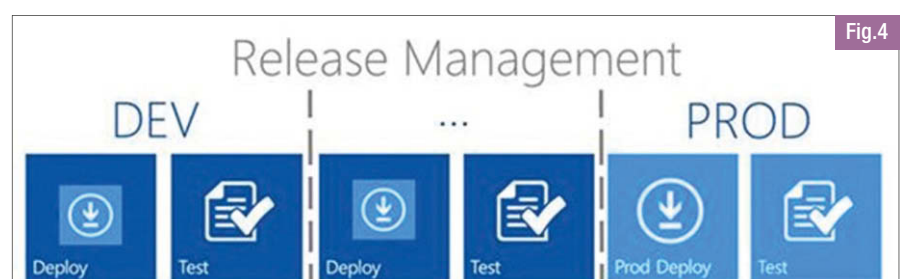 Fig.4
Release Management
DEV ... PROD
Deploy Test Deploy Test Prod Deploy Test